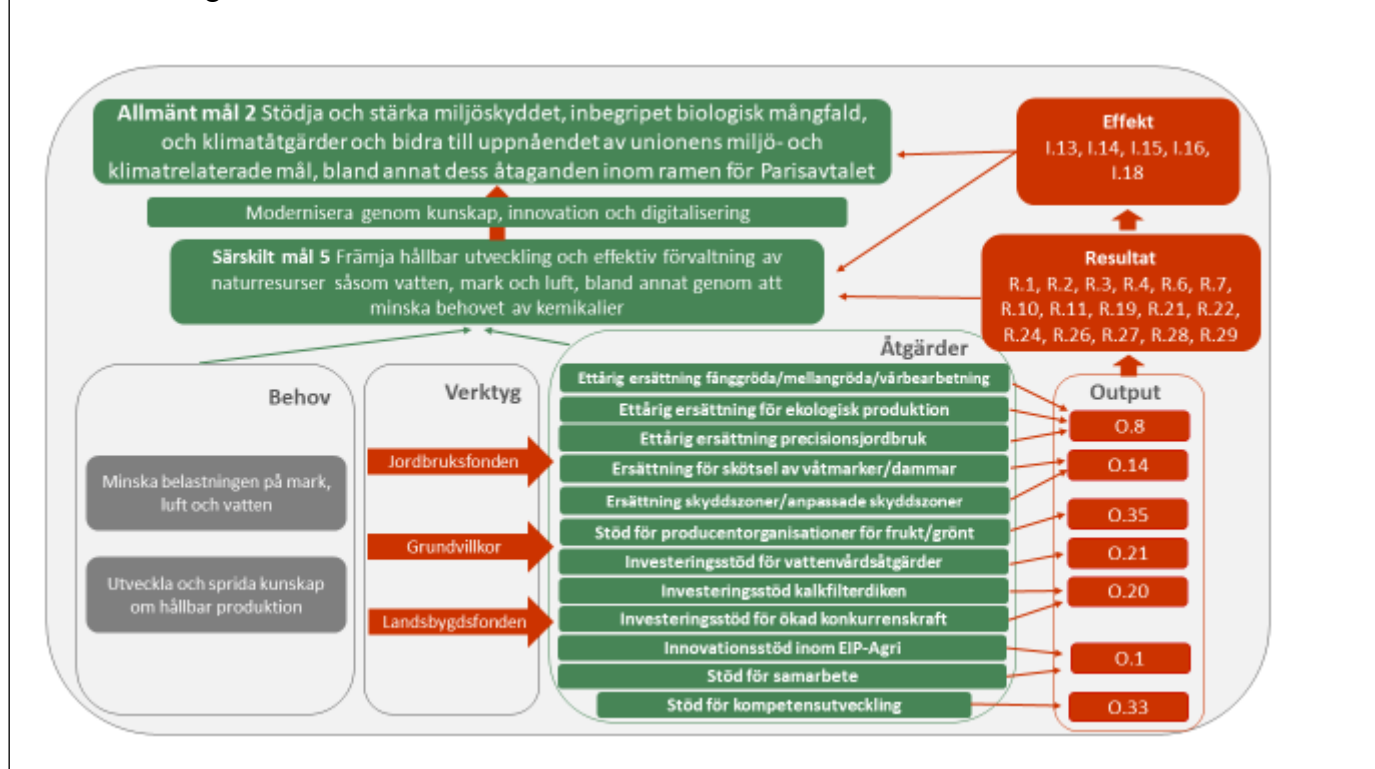 Allmänt mål 2 Stödja och stärka miljöskyddet, inbegripet biologisk mångfald,
och klimatåtgärder och bidra till uppnåendet av unionens miljö- och
klimatrelaterade mål, bland annat dess åtaganden inom ramen för Parisavtalet
Modernisera genom kunskap, innovation och digitalisering
Särskilt mål 5 Främja hållbar utveckling och effektiv förvaltning av
naturresurser såsom vatten, mark och luft, bland annat genom att
minska behovet av kemikalier
Effekt
I.13, I.14, I.15, I.16,
I.18
Resultat
R.1, R.2, R.3, R.4, R.6, R.7,
R.10, R.11, R.19, R.21, R.22,
R.24, R.26, R.27, R.28, R.29
Behov
Minska belastningen på mark,
luft och vatten
Utveckla och sprida kunskap
om hållbar produktion
Verktyg
Jordbruksfonden
Grundvillkor
Landsbygdsfonden
Åtgärder
Ettårig ersättning fånggröda/mellangröda/vårbearbetning
Ettårig ersättning för ekologisk produktion
Ettårig ersättning precisionsjordbruk
Ersättning för skötsel av våtmarker/dammar
Ersättning skyddszoner/anpassade skyddszoner
Stöd för producentorganisationer för frukt/grönt
Investeringsstöd för vattenvårdsåtgärder
Investeringsstöd kalkfilterdiken
Investeringsstöd för ökad konkurrenskraft
Innovationsstöd inom EIP-Agri
Stöd för samarbete
Stöd för kompetensutveckling
Output
O.8
O.14
O.35
O.21
O.20
O.1
O.33